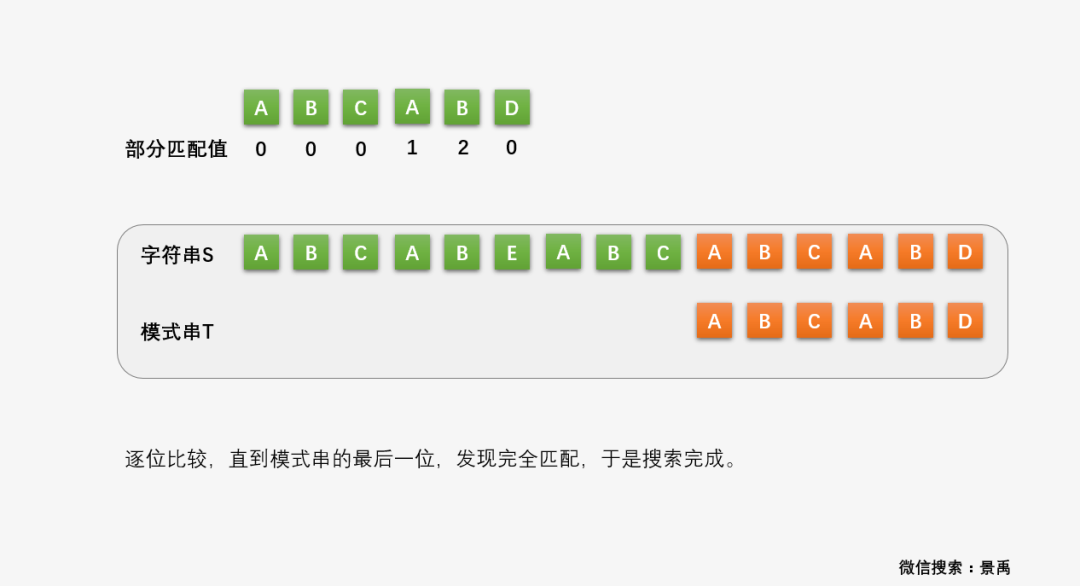 A B C A B D
部分匹配值 0 0 0 1 2 0
字符串S A B C A B E A B C A B C A B D
模式串T A B C A B D
逐位比较，直到模式串的最后一位，发现完全匹配，于是搜索完成。
微信搜索：景禹